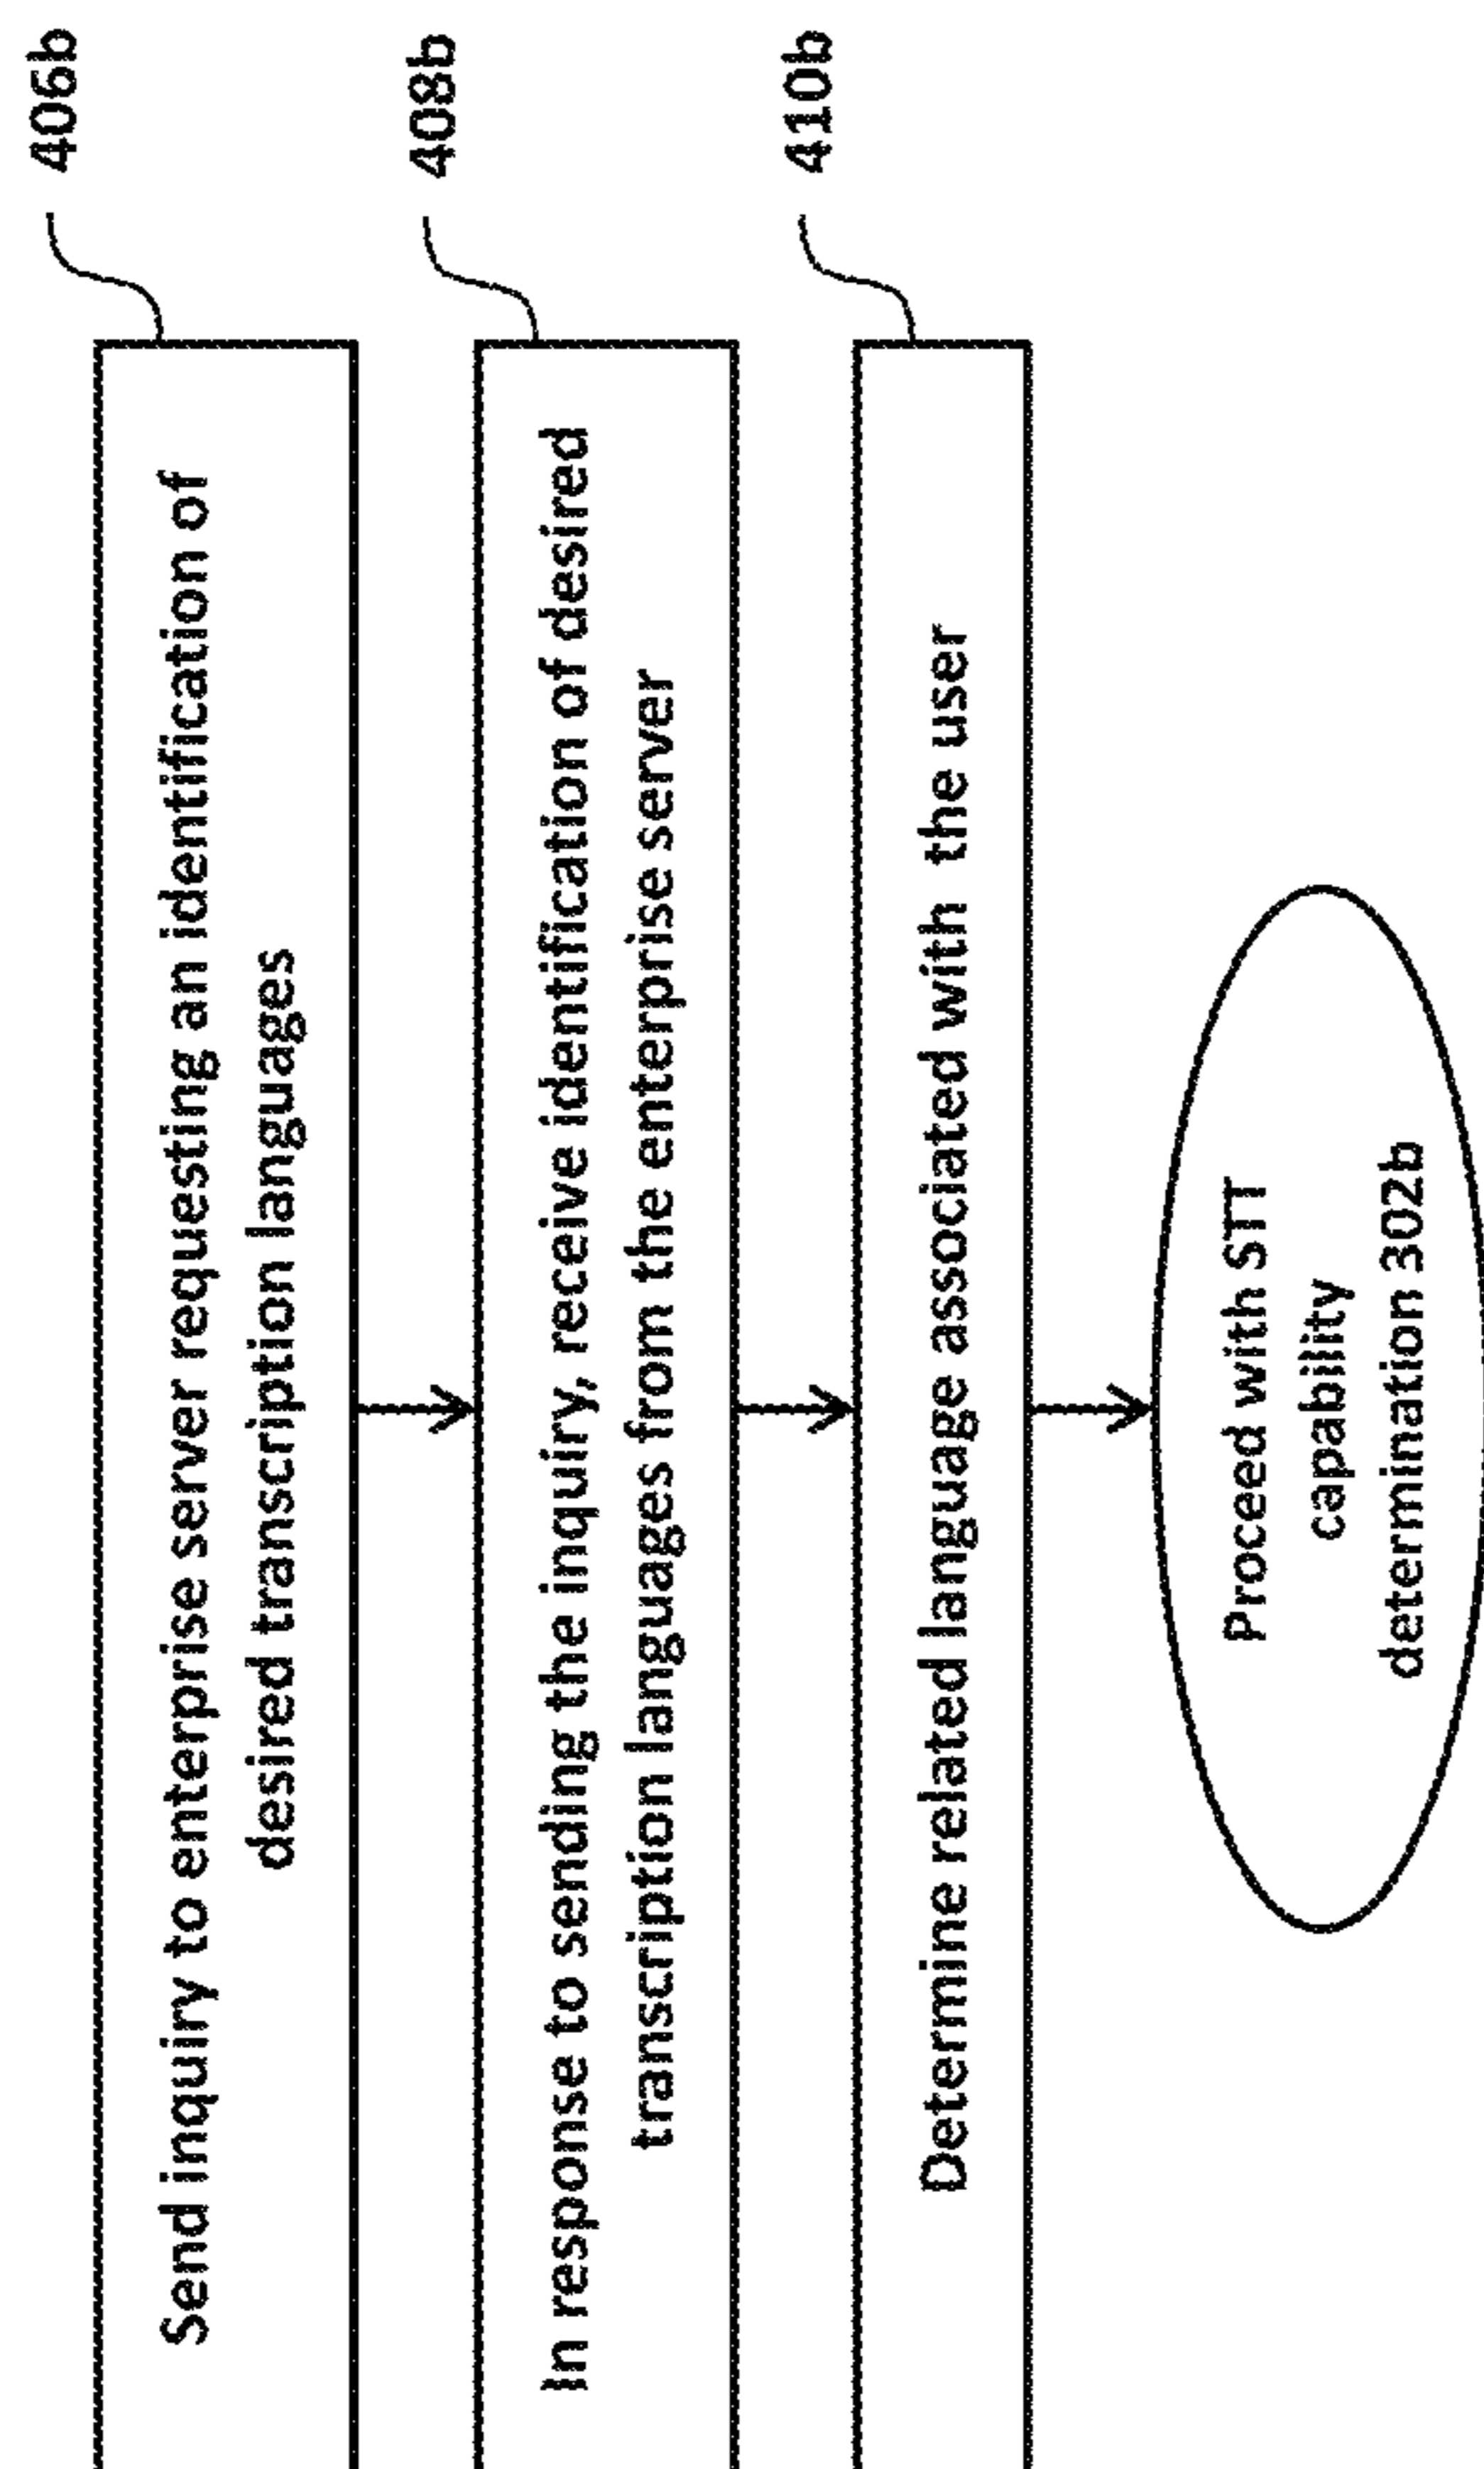 406b
Send inquiry to enterprise server requesting an identification of
desired transcription languages
408b
In response to sending the inquiry, receive identification of desired
transcription languages from the enterprise server
410b
Determine related language associated with the user
Proceed with STT
capability
determination 302b